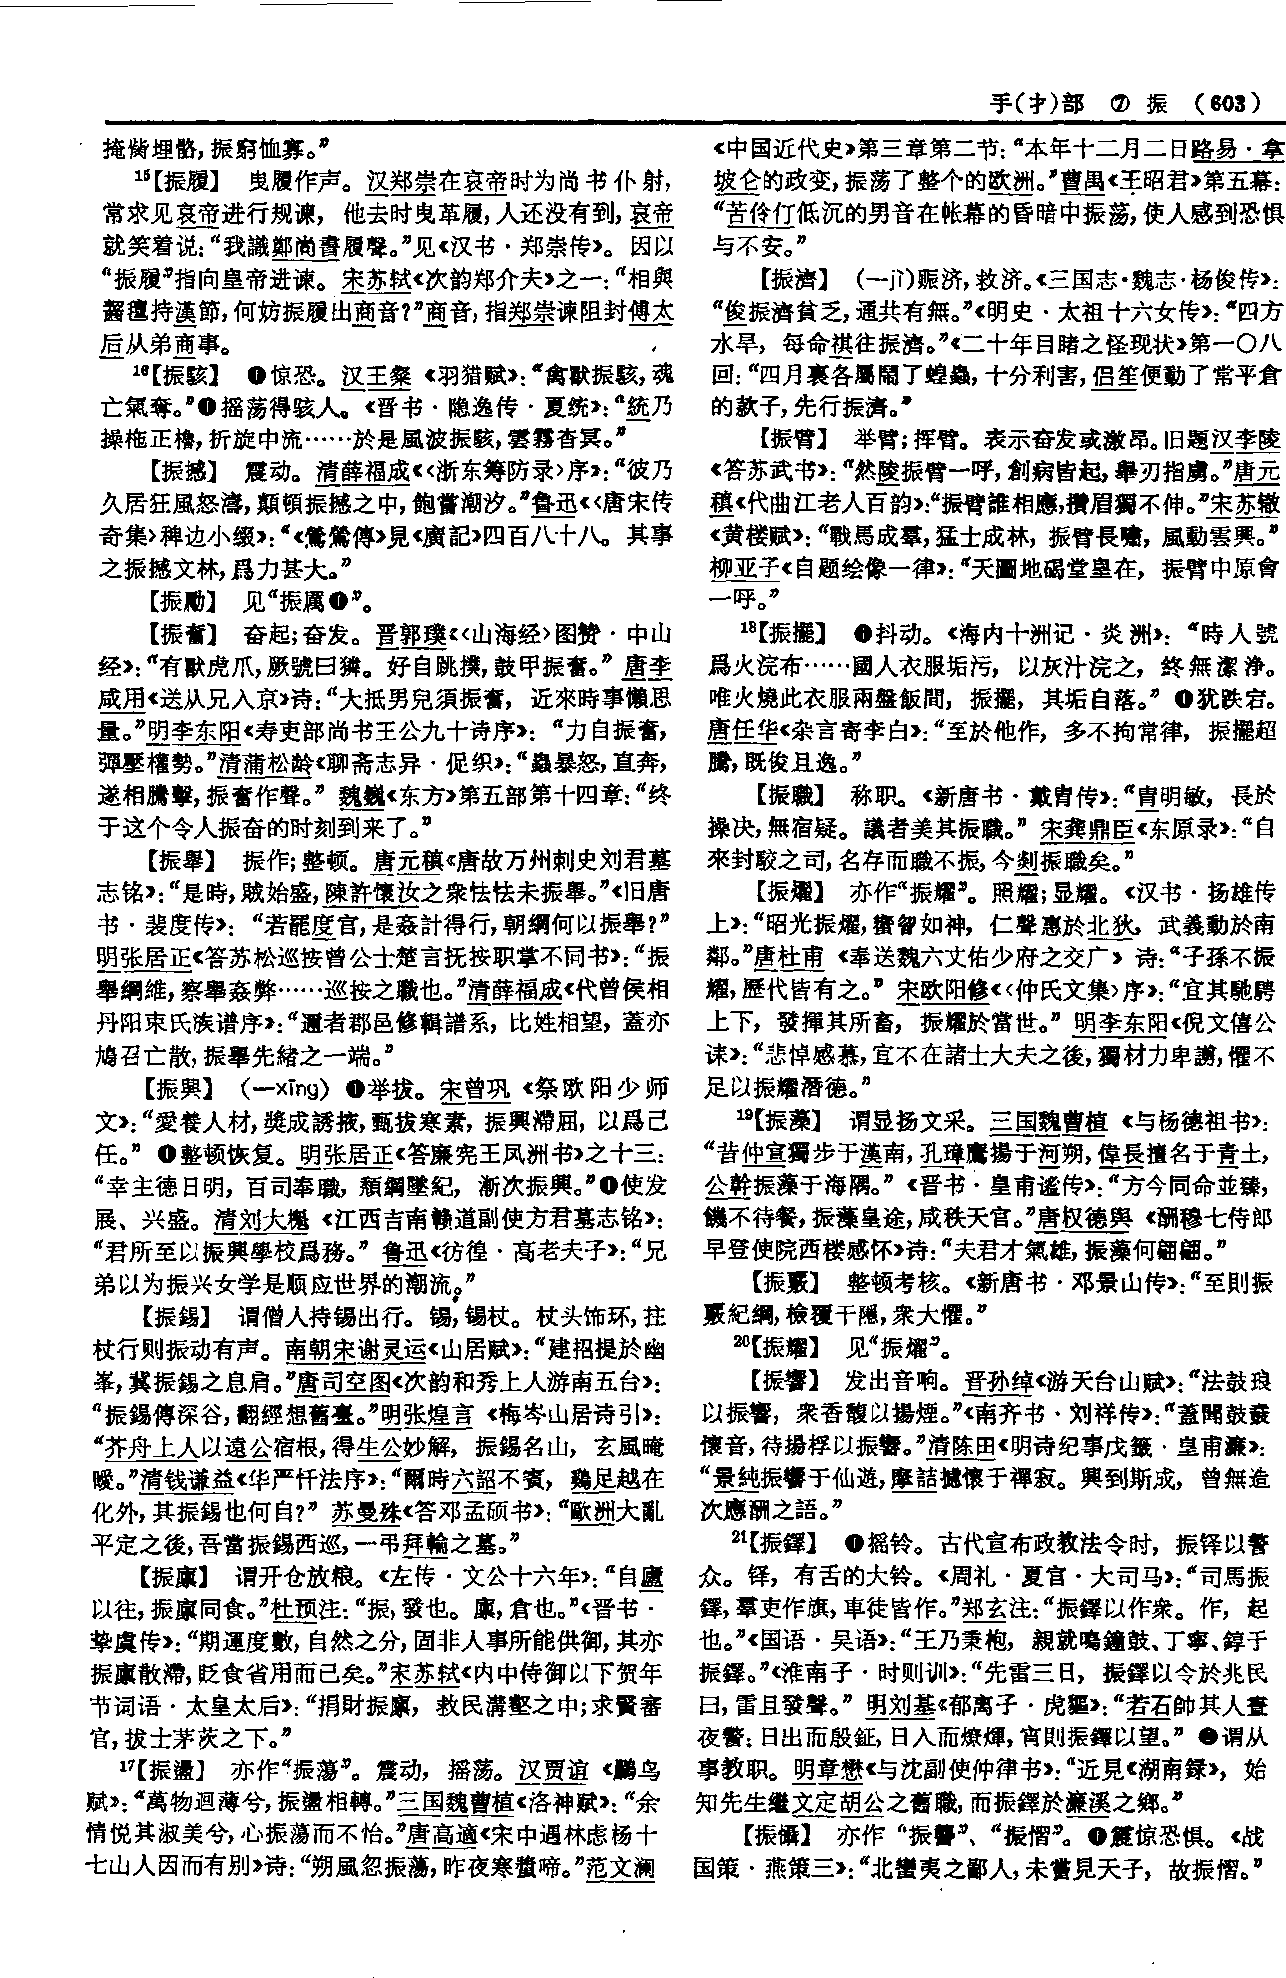 手(扌)部 ⑦ 振 (603)
掩骴埋骼，振窮恤寡。”
¹⁵【振履】 曳履作声。汉郑崇在哀帝时为尚书仆射，
常求见哀帝进行规谏，他去时曳革履，人还没有到，哀帝
就笑着说：“我識鄭尚書履聲。”见《汉书·郑崇传》。因以
“振履”指向皇帝进谏。宋苏轼《次韵郑介夫》之一：“相與
齧氊持漢節，何妨振履出商音？”商音，指郑崇谏阻封傅太
后从弟商事。
¹⁶【振駭】 ❶惊恐。汉王粲《羽猎赋》：“禽獸振駭，魂
亡氣奪。”❶摇荡得骇人。《晋书·隐逸传·夏统》：“統乃
操柂正櫓，折旋中流……於是風波振駭，雲霧杳冥。”
【振撼】 震动。清薛福成《〈浙东筹防录〉序》：“彼乃
久居狂風怒濤，顛頓振撼之中，飽嘗潮汐。”鲁迅《〈唐宋传
奇集〉稗边小缀》：“《鶯鶯傳》見《廣記》四百八十八。其事
之振撼文林，爲力甚大。”
【振勵】 见“振厲❶”。
【振奮】 奋起；奋发。晋郭璞《〈山海经〉图赞·中山
经》：“有獸虎爪，厥號曰獜。好自跳撲，鼓甲振奮。”唐李
咸用《送从兄入京》诗：“大抵男兒須振奮，近來時事懶思
量。”明李东阳《寿吏部尚书王公九十诗序》：“力自振奮，
彈壓權勢。”清蒲松龄《聊斋志异·促织》：“蟲暴怒，直奔，
遂相騰擊，振奮作聲。”魏巍《东方》第五部第十四章：“终
于这个令人振奋的时刻到来了。”
【振舉】 振作；整顿。唐元稹《唐故万州刺史刘君墓
志铭》：“是時，賊始盛，陳許懷汝之衆怯怯未振舉。”《旧唐
书·裴度传》：“若罷度官，是姦計得行，朝綱何以振舉？”
明张居正《答苏松巡按曾公士楚言抚按职掌不同书》：“振
舉綱維，察舉姦弊……巡按之職也。”清薛福成《代曾侯相
丹阳束氏族谱序》：“邇者郡邑修輯譜系，比姓相望，蓋亦
鳩召亡散，振舉先緒之一端。”
【振興】 (—xīng) ❶举拔。宋曾巩《祭欧阳少师
文》：“愛養人材，獎成誘掖，甄拔寒素，振興滯屈，以爲己
任。”❶整顿恢复。明张居正《答廉宪王凤洲书》之十三：
“幸主德日明，百司奉職，頹綱墜紀，漸次振興。”❶使发
展、兴盛。清刘大櫆《江西吉南赣道副使方君墓志铭》：
“君所至以振興學校爲務。”鲁迅《彷徨·高老夫子》：“兄
弟以为振兴女学是顺应世界的潮流。”
【振錫】 谓僧人持锡出行。锡，锡杖。杖头饰环，拄
杖行则振动有声。南朝宋谢灵运《山居赋》：“建招提於幽
峯，冀振錫之息肩。”唐司空图《次韵和秀上人游南五台》：
“振錫傳深谷，翻經想舊臺。”明张煌言《梅岑山居诗引》：
“芥舟上人以遠公宿根，得生公妙解，振錫名山，玄風晻
曖。”清钱谦益《华严忏法序》：“爾時六詔不賓，鷄足越在
化外，其振錫也何自？”苏曼殊《答邓孟硕书》：“歐洲大亂
平定之後，吾當振錫西巡，一弔拜輪之墓。”
【振廩】 谓开仓放粮。《左传·文公十六年》：“自廬
以往，振廩同食。”杜预注：“振，發也。廩，倉也。”《晋书·
挚虞传》：“期運度數，自然之分，固非人事所能供御，其亦
振廩散滯，貶食省用而已矣。”宋苏轼《内中侍御以下贺年
节词语·太皇太后》：“捐財振廩，救民溝壑之中；求賢審
官，拔士茅茨之下。”
¹⁷【振盪】 亦作“振荡”。震动，摇荡。汉贾谊《鵩鸟
赋》：“萬物迴薄兮，振盪相轉。”三国魏曹植《洛神赋》：“余
情悦其淑美兮，心振荡而不怡。”唐高適《宋中遇林虑杨十
七山人因而有别》诗：“朔風忽振蕩，昨夜寒螿啼。”范文澜
《中国近代史》第三章第二节：“本年十二月二日路易·拿
坡仑的政变，振荡了整个的欧洲。”曹禺《王昭君》第五幕：
“苦伶仃低沉的男音在帐幕的昏暗中振荡，使人感到恐惧
与不安。”
【振濟】 (—jì)赈济，救济。《三国志·魏志·杨俊传》：
“俊振濟貧乏，通共有無。”《明史·太祖十六女传》：“四方
水旱，每命祺往振濟。”《二十年目睹之怪现状》第一〇八
回：“四月裏各屬鬧了蝗蟲，十分利害，侣笙便動了常平倉
的款子，先行振濟。”
【振臂】 举臂；挥臂。表示奋发或激昂。旧题汉李陵
《答苏武书》：“然陵振臂一呼，創病皆起，舉刃指虜。”唐元
稹《代曲江老人百韵》：“振臂誰相應，攢眉獨不伸。”宋苏辙
《黄楼赋》：“戰馬成羣，猛士成林，振臂長嘯，風動雲興。”
柳亚子《自题绘像一律》：“天圖地碣堂皇在，振臂中原會
一呼。”
¹⁸【振擺】 ❶抖动。《海内十洲记·炎洲》：“時人號
爲火浣布……國人衣服垢污，以灰汁浣之，終無潔净。
唯火燒此衣服兩盤飯間，振擺，其垢自落。”❶犹跌宕。
唐任华《杂言寄李白》：“至於他作，多不拘常律，振擺超
騰，既俊且逸。”
【振職】 称职。《新唐书·戴胄传》：“胄明敏，長於
操决，無宿疑。議者美其振職。”宋龚鼎臣《东原录》：“自
來封駁之司，名存而職不振，今剡振職矣。”
【振燿】 亦作“振耀”。照耀；显耀。《汉书·扬雄传
上》：“昭光振燿，蠁曶如神，仁聲惠於北狄，武義動於南
鄰。”唐杜甫《奉送魏六丈佑少府之交广》诗：“子孫不振
耀，歷代皆有之。”宋欧阳修《〈仲氏文集〉序》：“宜其馳騁
上下，發揮其所畜，振耀於當世。”明李东阳《倪文僖公
诔》：“悲悼感慕，宜不在諸士大夫之後，獨材力卑譾，懼不
足以振耀潛德。”
¹⁹【振藻】 谓显扬文采。三国魏曹植《与杨德祖书》：
“昔仲宣獨步于漢南，孔璋鷹揚于河朔，偉長擅名于青土，
公幹振藻于海隅。”《晋书·皇甫谧传》：“方今同命並臻，
饑不待餐，振藻皇途，咸秩天官。”唐权德舆《酬穆七侍郎
早登使院西楼感怀》诗：“夫君才氣雄，振藻何翩翩。”
【振覈】 整顿考核。《新唐书·邓景山传》：“至則振
覈紀綱，檢覆干隱，衆大懼。”
²⁰【振耀】 见“振燿”。
【振響】 发出音响。晋孙绰《游天台山赋》：“法鼓琅
以振響，衆香馥以揚煙。”《南齐书·刘祥传》：“蓋聞鼓鼖
懷音，待揚桴以振響。”清陈田《明诗纪事戊籤·皇甫濂》：
“景純振響于仙遊，摩詰攄懷于禪寂。興到斯成，曾無造
次應酬之語。”
²¹【振鐸】 ❶摇铃。古代宣布政教法令时，振铎以警
众。铎，有舌的大铃。《周礼·夏官·大司马》：“司馬振
鐸，羣吏作旗，車徒皆作。”郑玄注：“振鐸以作衆。作，起
也。”《国语·吴语》：“王乃秉枹，親就鳴鐘鼓、丁寧、錞于
振鐸。”《淮南子·时则训》：“先雷三日，振鐸以令於兆民
曰，雷且發聲。”明刘基《郁离子·虎貙》：“若石帥其人晝
夜警：日出而殷鉦，日入而燎煇，宵則振鐸以望。”❷谓从
事教职。明章懋《与沈副使仲律书》：“近見《湖南録》，始
知先生繼文定胡公之舊職，而振鐸於濂溪之鄉。”
【振懾】 亦作“振讋”、“振慴”。❶震惊恐惧。《战
国策·燕策三》：“北蠻夷之鄙人，未嘗見天子，故振慴。”